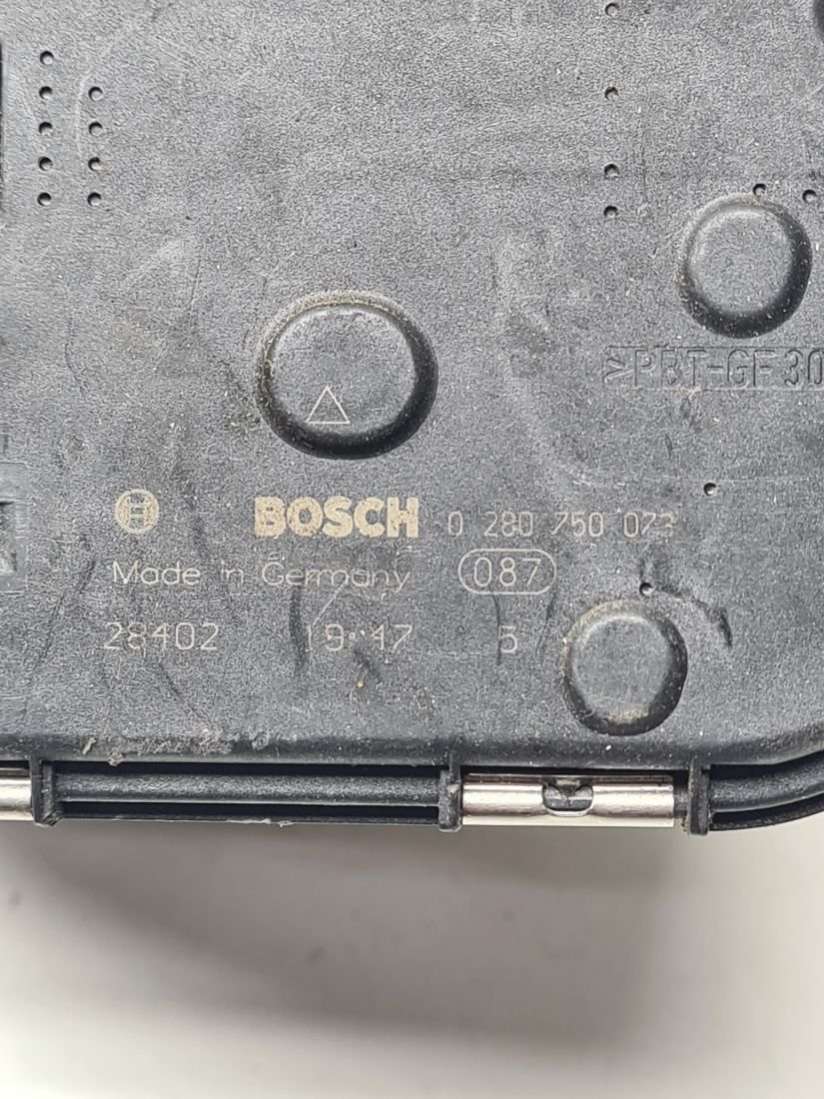 >PBT-GF30
BOSCH 0 280 750 073
Made in Germany 087
28402 19:47 5